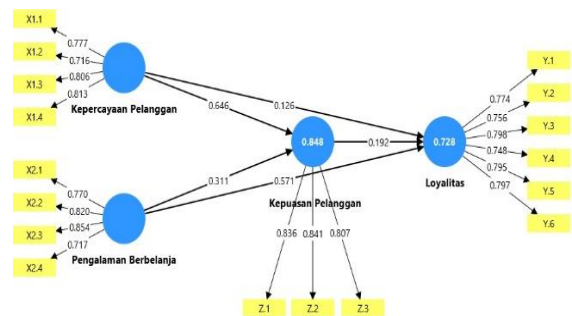 X1.1
X1.2
X1.3
X1.4
0.777
0.716
0.806
0.813
Kepercayaan Pelanggan
0.646
0.126
X2.1
X2.2
X2.3
X2.4
0.770
0.820
0.854
0.717
Pengalaman Berbelanja
0.311
0.571
0.848
0.192
Kepuasan Pelanggan
0.836
0.841
0.807
Z.1
Z.2
Z.3
0.728
Loyalitas
0.774
0.756
0.798
0.748
0.795
0.797
Y.1
Y.2
Y.3
Y.4
Y.5
Y.6